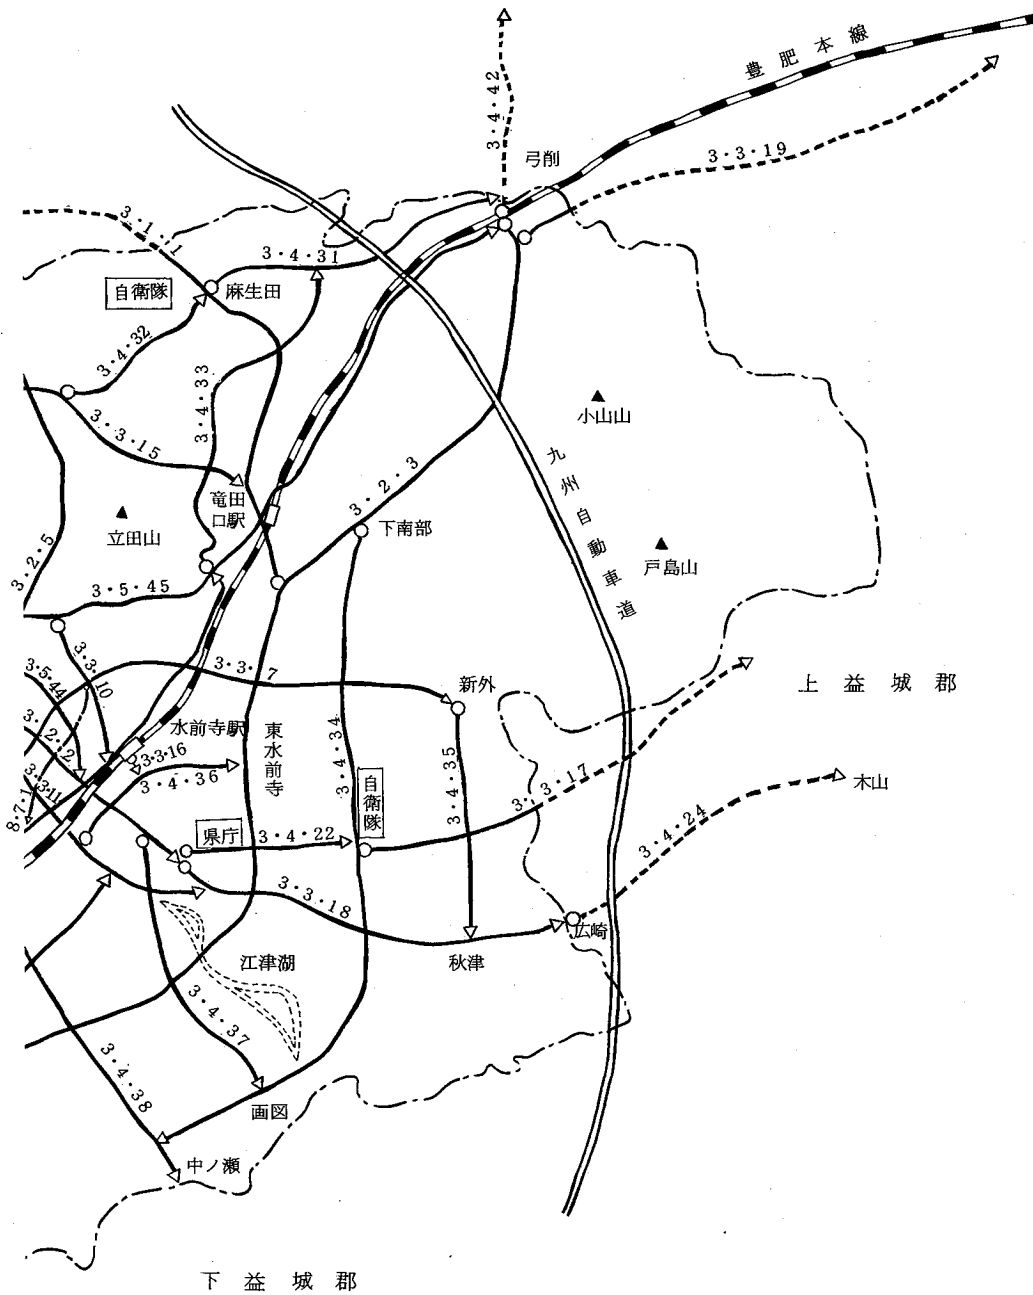 3・4・42
豊肥本線
3・3・19
弓削
3・1・1
3・4・31
自衛隊
麻生田
3・4・32
3・4・33
小山山
3・3・15
九州自動車道
3・2・3
竜田
口駅
下南部
立田山
戸島山
3・2・5
3・5・45
3・3・10
3・5・44
3・3・7
新外
上益城郡
3・2・2
水前寺駅
東水前寺
3・3・16
3・4・34
3・4・35
3・3・11
3・4・36
自衛隊
3・3・17
木山
8・7・1
県庁
3・4・22
3・4・24
3・3・18
広崎
江津湖
秋津
3・4・37
3・4・38
画図
中ノ瀬
下益城郡